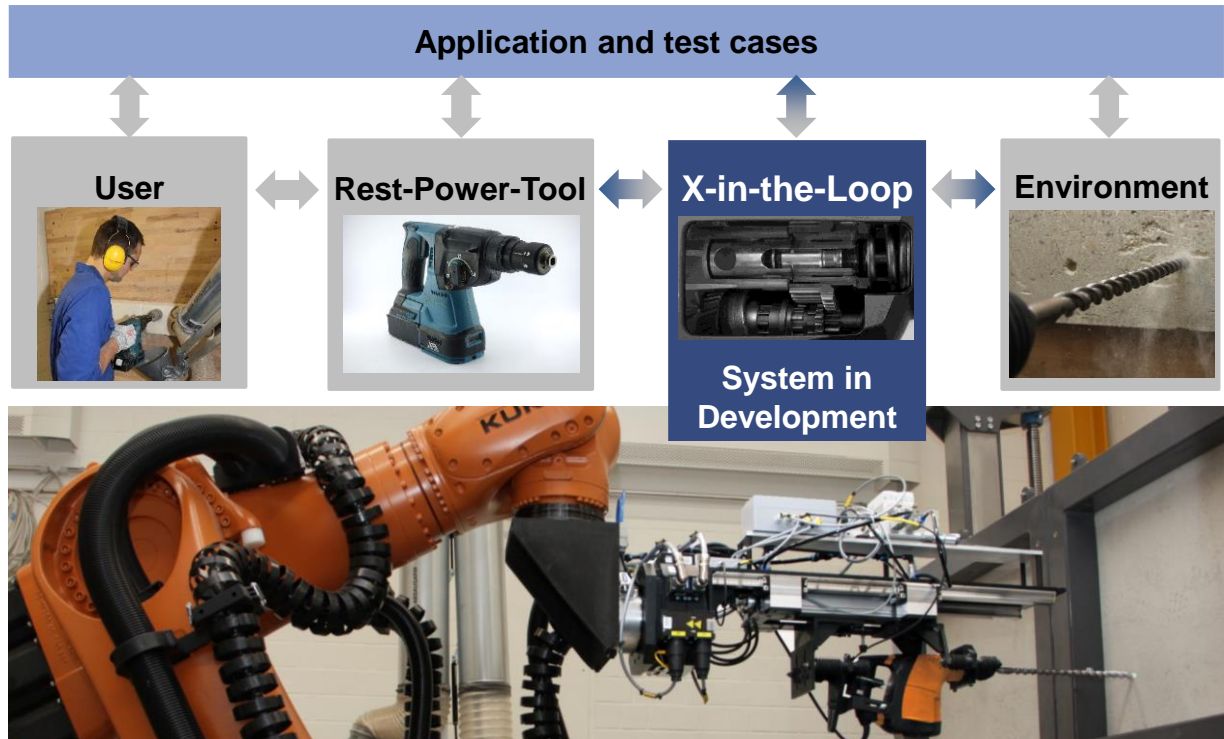 Application and test cases
User
Rest-Power-Tool
X-in-the-Loop
Environment
System in
Development